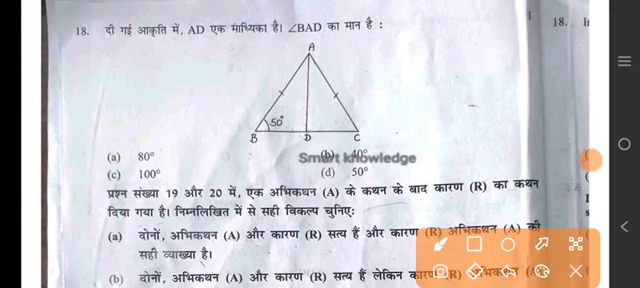 18. दी गई आकृति में, AD एक माध्यिका है। ∠BAD का मान है : 18.
A
50°
B D C
(a) 80° (b) 40°
Smart knowledge
(c) 100° (d) 50°
प्रश्न संख्या 19 और 20 में, एक अभिकथन (A) के कथन के बाद कारण (R) का कथन
दिया गया है। निम्नलिखित में से सही विकल्प चुनिए:
(a) दोनों, अभिकथन (A) और कारण (R) सत्य हैं और कारण (R) अभिकथन (A) की
सही व्याख्या है।
(b) दोनों, अभिकथन (A) और कारण (R) सत्य हैं लेकिन कारण (R)